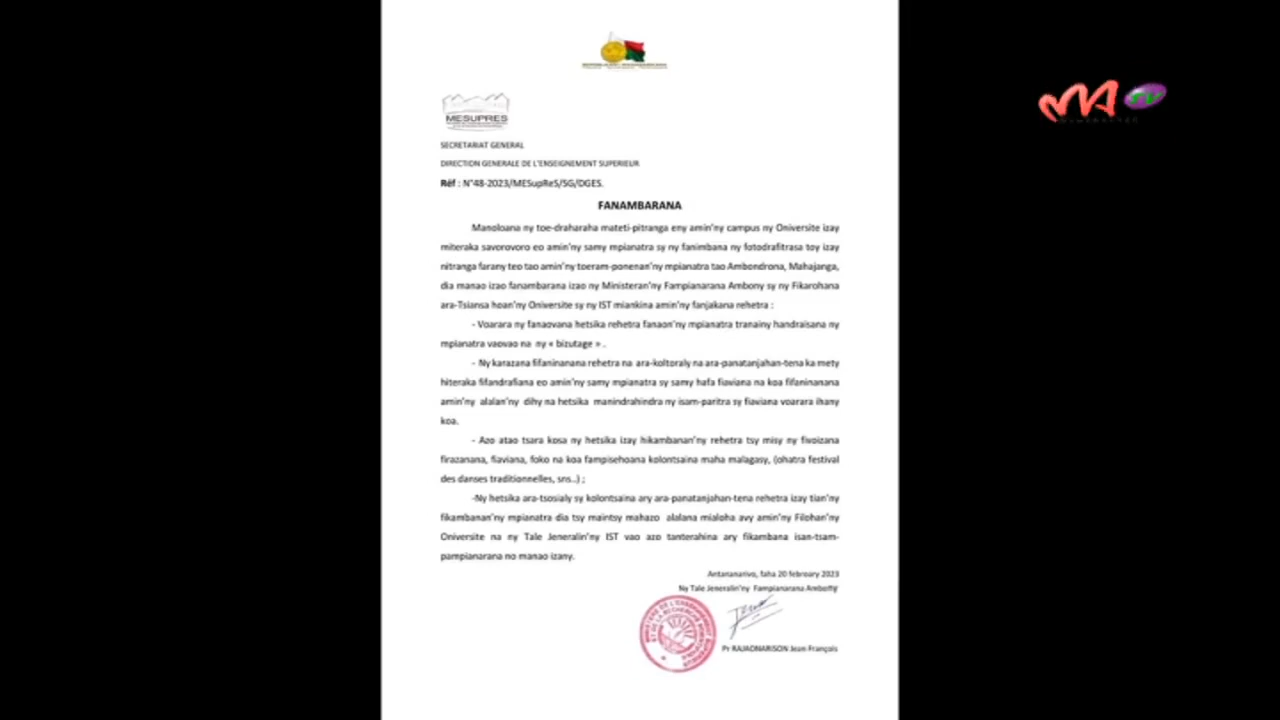 MA TV
MESUPRES
SECRETARIAT GENERAL
DIRECTION GENERALE DE L'ENSEIGNEMENT SUPERIEUR
Réf : N°48-2023/MESupReS/SG/DGES.
FANAMBARANA
Manoloana ny toe-draharaha mateti-pitranga eny amin'ny campus ny Oniversite izay
miteraka savorovoro eo amin'ny samy mpianatra sy ny fanimbana ny fotodrafitrasa toy izay
nitranga farany teo tao amin'ny toeram-ponenan'ny mpianatra tao Ambondrona, Mahajanga,
dia manao izao fanambarana izao ny Ministeran'ny Fampianarana Ambony sy ny Fikarohana
ara-Tsiansa hoan'ny Oniversite sy ny IST miankina amin'ny fanjakana rehetra :
- Voarara ny fanaovana hetsika rehetra fanaon'ny mpianatra tranainy handraisana ny
mpianatra vaovao na ny « bizutage » .
- Ny karazana fifaninanana rehetra na ara-koltoraly na ara-panatanjahan-tena ka mety
hiteraka fifandrafiana eo amin'ny samy mpianatra sy samy hafa fiaviana na koa fifaninanana
amin'ny alalan'ny dihy na hetsika manindrahindra ny isam-paritra sy fiaviana voarara ihany
koa.
- Azo atao tsara kosa ny hetsika izay hikambanan'ny rehetra tsy misy ny fivoizana
firazanana, fiaviana, foko na koa fampisehoana kolontsaina maha malagasy, (ohatra festival
des danses traditionnelles, sns..) ;
-Ny hetsika ara-tsosialy sy kolontsaina ary ara-panatanjahan-tena rehetra izay tian'ny
fikambanan'ny mpianatra dia tsy maintsy mahazo alalana mialoha avy amin'ny Filohan'ny
Oniversite na ny Tale Jeneralin'ny IST vao azo tanterahina ary fikambana isan-tsam-
pampianarana no manao izany.
Antananarivo, faha 20 february 2023
Ny Tale Jeneralin'ny Fampianarana Ambony
Pr RAJAONARISON Jean François